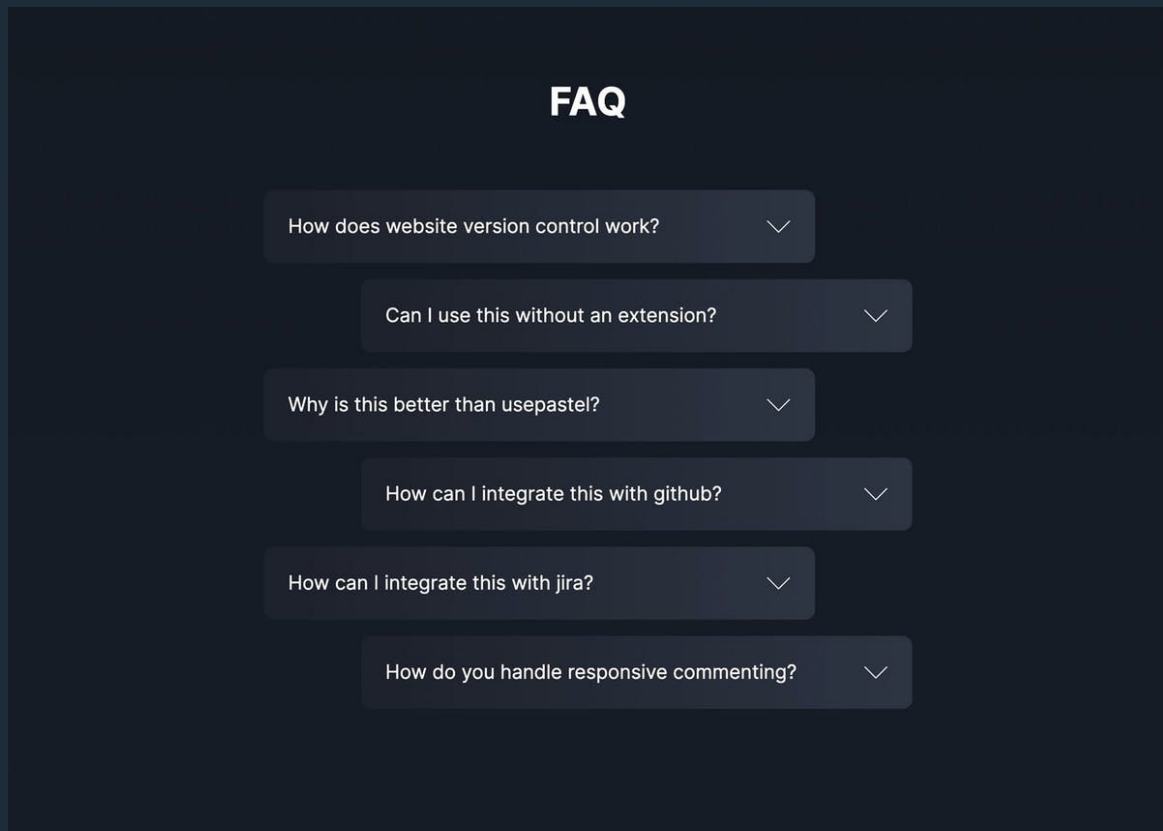 FAQ
How does website version control work?
Can I use this without an extension?
Why is this better than usepastel?
How can I integrate this with github?
How can I integrate this with jira?
How do you handle responsive commenting?